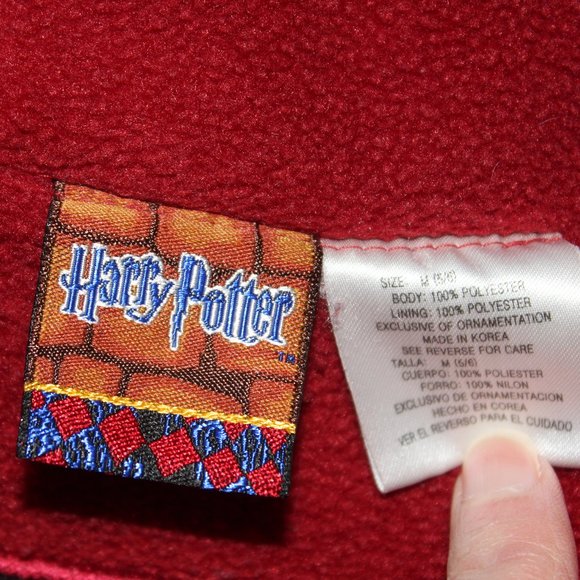 Harry Potter
TM
SIZE: M (5/6)
BODY: 100% POLYESTER
LINING: 100% POLYESTER
EXCLUSIVE OF ORNAMENTATION
MADE IN KOREA
SEE REVERSE FOR CARE
TALLA: M (5/6)
CUERPO: 100% POLIESTER
FORRO: 100% NILON
EXCLUSIVO DE ORNAMENTACION
HECHO EN COREA
VER EL REVERSO PARA EL CUIDADO